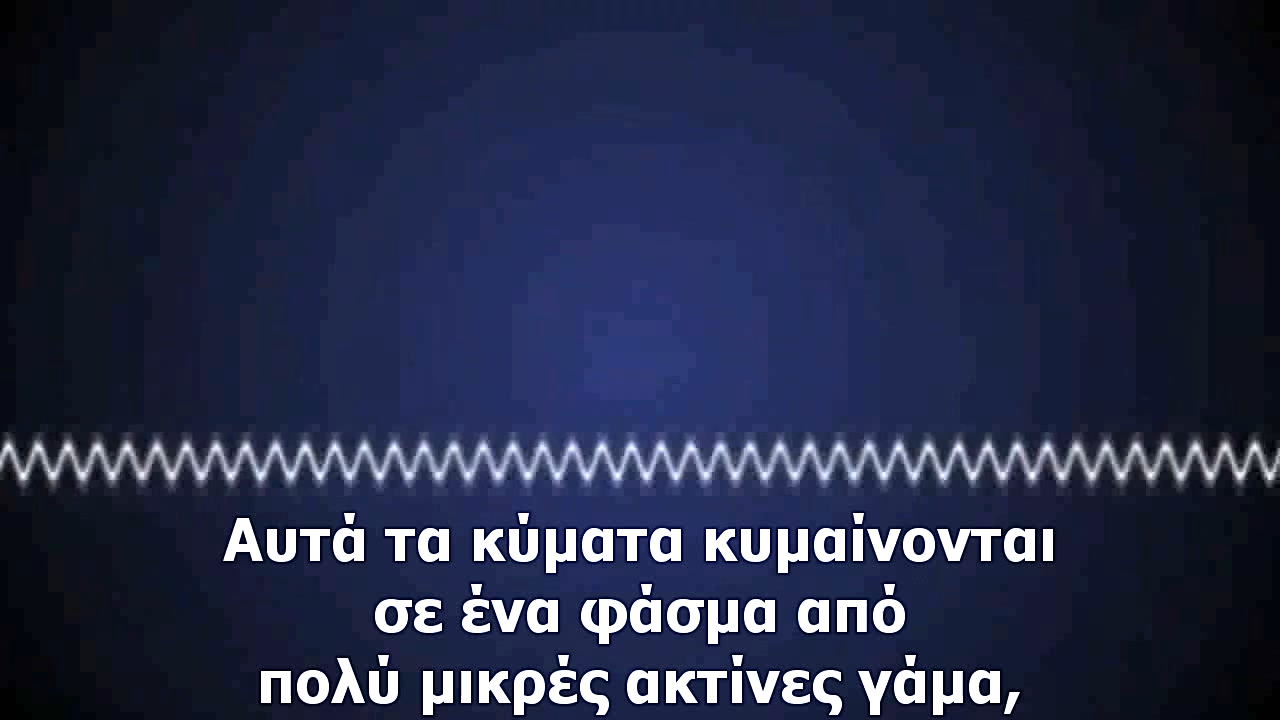 Αυτά τα κύματα κυμαίνονται
σε ένα φάσμα από
πολύ μικρές ακτίνες γάμα,